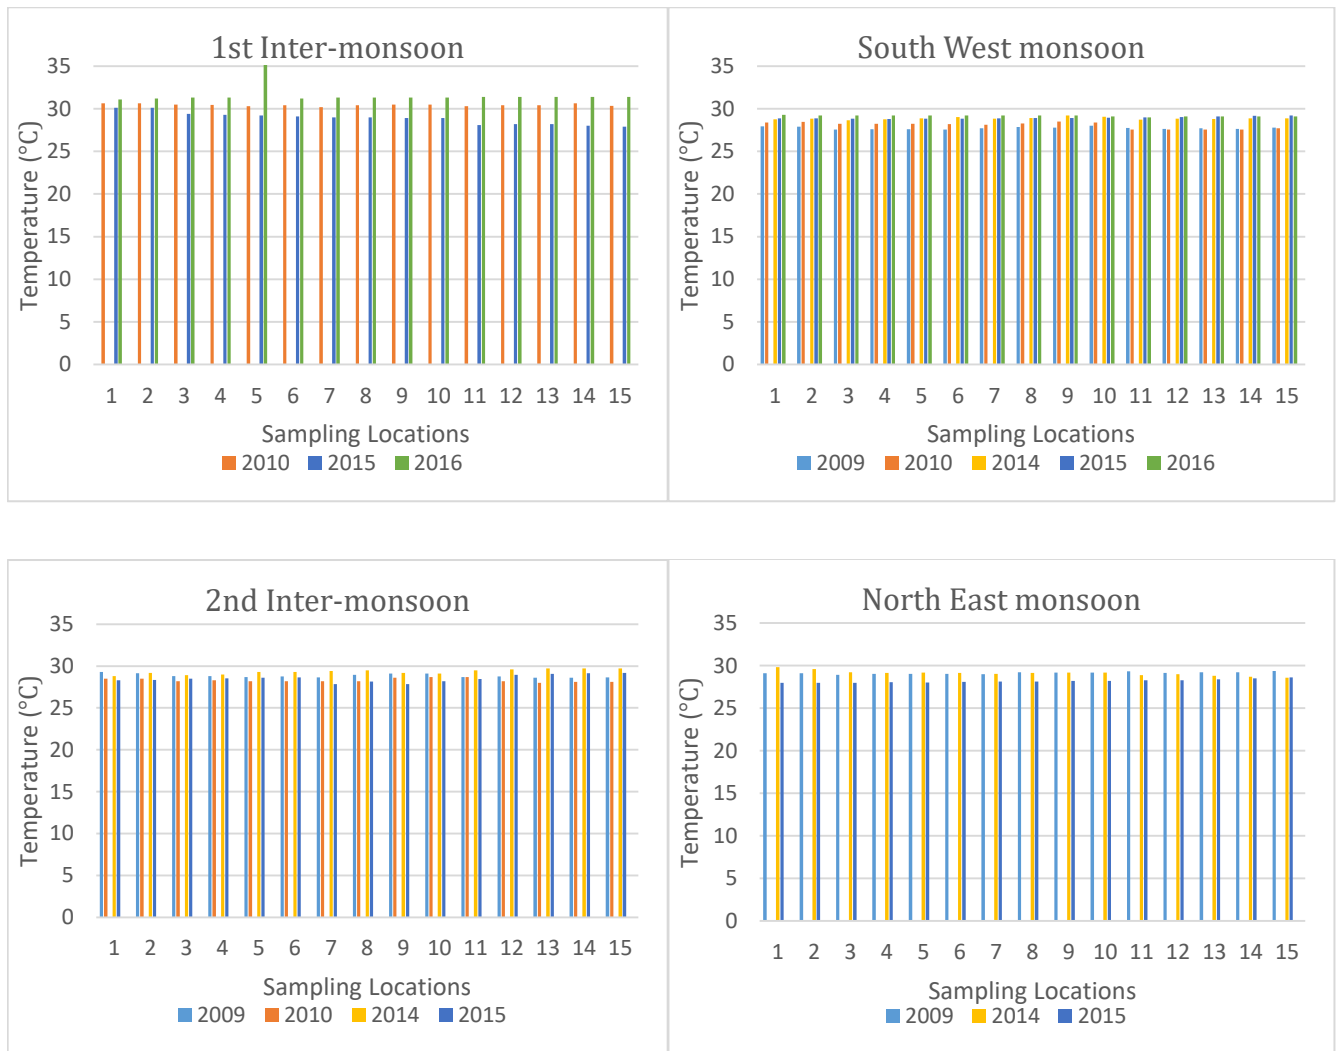 1st Inter-monsoon
Temperature (°C)
35
30
25
20
15
10
5
0
1 2 3 4 5 6 7 8 9 10 11 12 13 14 15
Sampling Locations
2010 2015 2016
South West monsoon
Temperature (°C)
35
30
25
20
15
10
5
0
1 2 3 4 5 6 7 8 9 10 11 12 13 14 15
Sampling Locations
2009 2010 2014 2015 2016
2nd Inter-monsoon
Temperature (°C)
35
30
25
20
15
10
5
0
1 2 3 4 5 6 7 8 9 10 11 12 13 14 15
Sampling Locations
2009 2010 2014 2015
North East monsoon
Temperature (°C)
35
30
25
20
15
10
5
0
1 2 3 4 5 6 7 8 9 10 11 12 13 14 15
Sampling Locations
2009 2014 2015